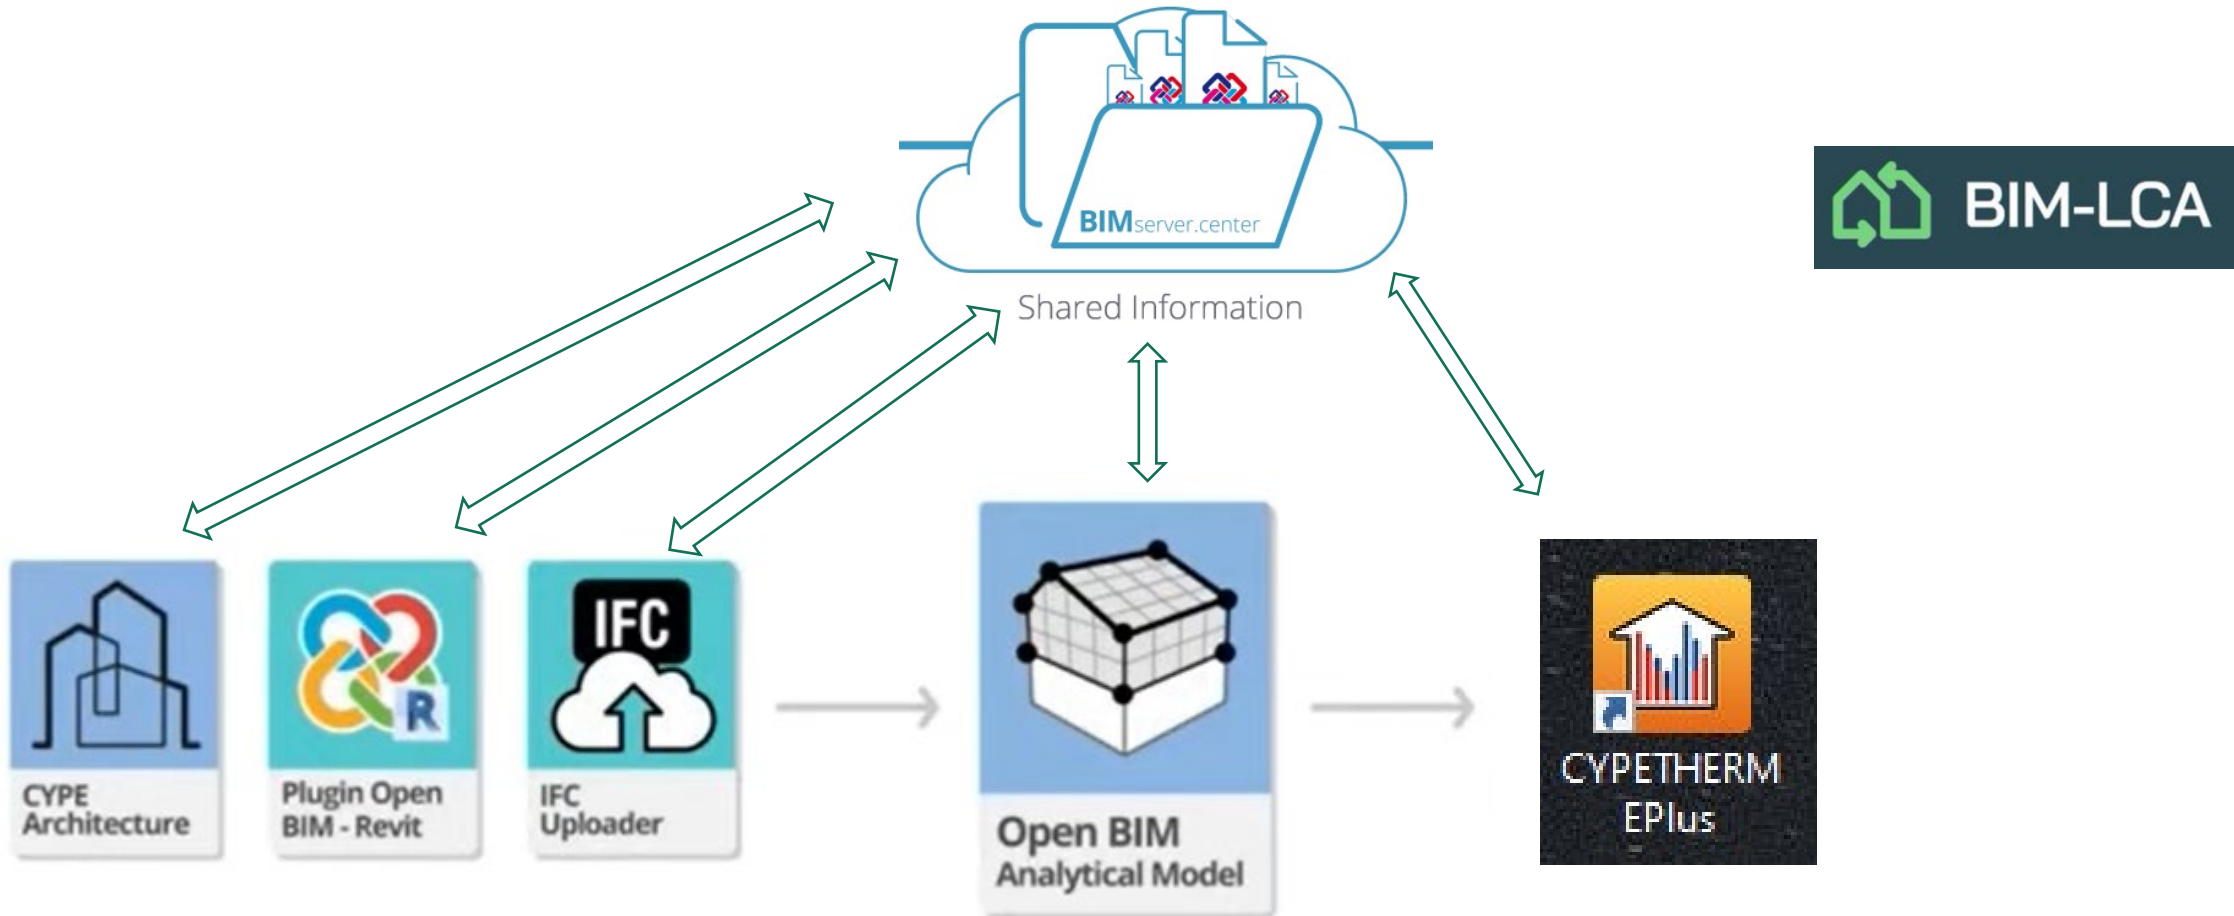 BIMserver.center
Shared Information
BIM-LCA
CYPE
Architecture
Plugin Open
BIM - Revit
R
IFC
IFC
Uploader
Open BIM
Analytical Model
CYPETHERM
EPlus